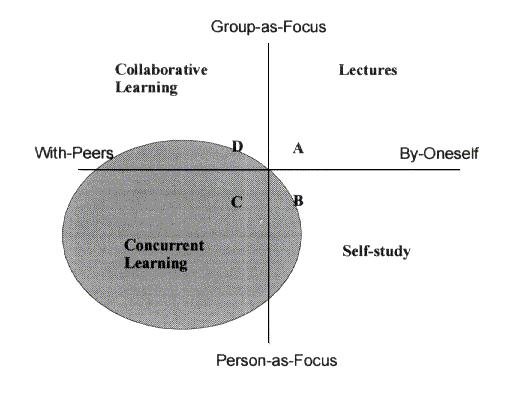 Group-as-Focus
Collaborative
Learning
Lectures
D
A
With-Peers
By-Oneself
C
B
Concurrent
Learning
Self-study
Person-as-Focus